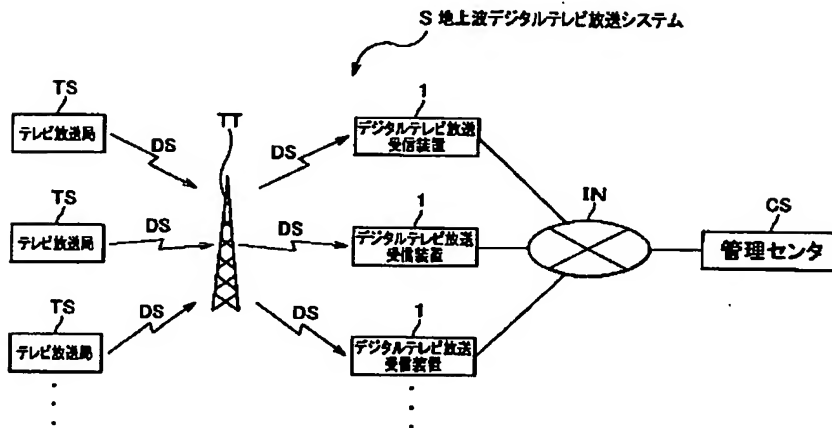 S 地上波デジタルテレビ放送システム
TS
テレビ放送局
DS
TT
DS
1
デジタルテレビ放送
受信装置
TS
テレビ放送局
DS
DS
1
デジタルテレビ放送
受信装置
IN
CS
管理センタ
TS
テレビ放送局
DS
DS
1
デジタルテレビ放送
受信装置